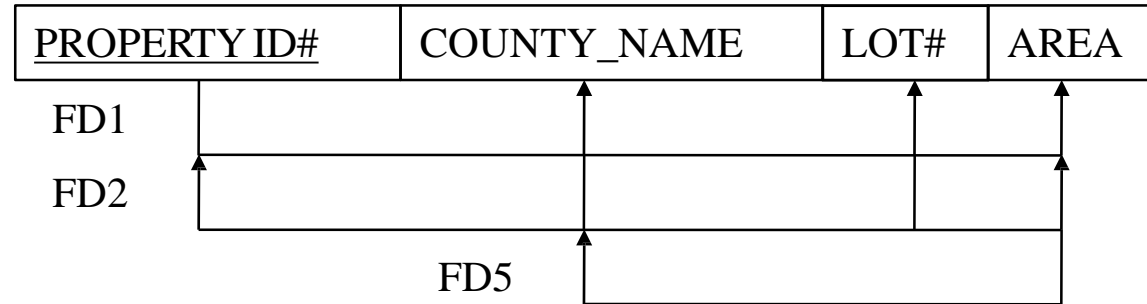 PROPERTY ID# COUNTY_NAME LOT# AREA
FD1
FD2
FD5